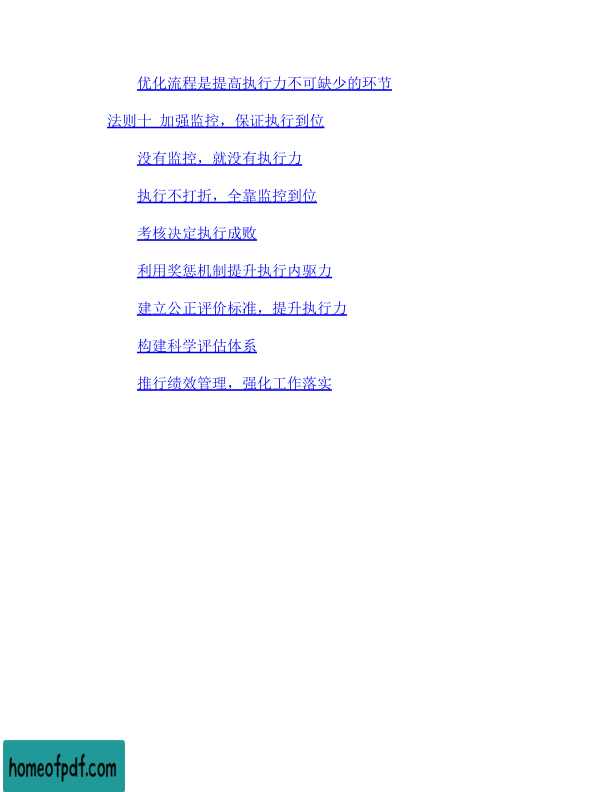 优化流程是提高执行力不可缺少的环节
法则十 加强监控，保证执行到位
没有监控，就没有执行力
执行不打折，全靠监控到位
考核决定执行成败
利用奖惩机制提升执行内驱力
建立公正评价标准，提升执行力
构建科学评估体系
推行绩效管理，强化工作落实
homeofpdf.com